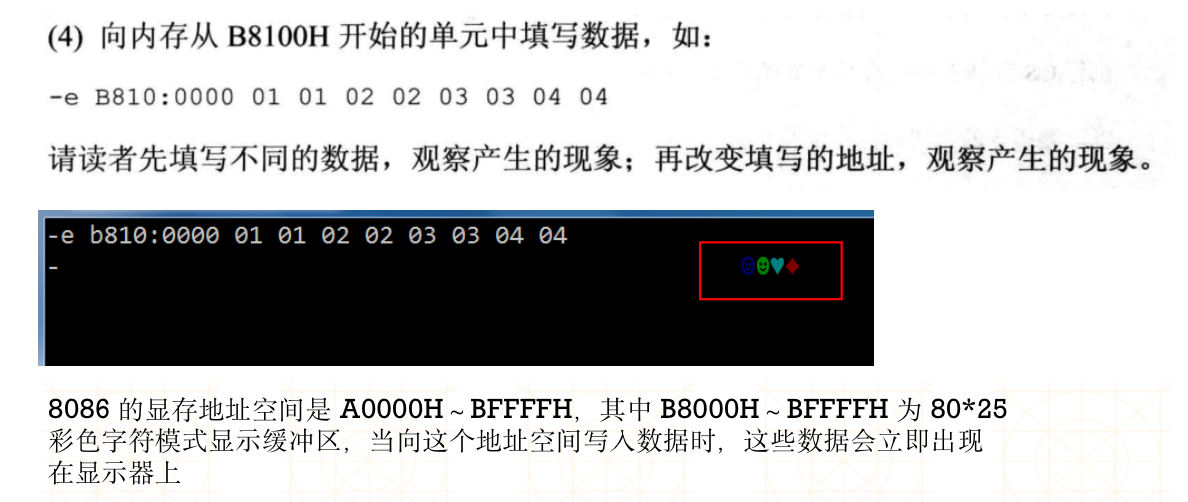 (4) 向内存从 B8100H 开始的单元中填写数据，如：
-e B810:0000 01 01 02 02 03 03 04 04
请读者先填写不同的数据，观察产生的现象；再改变填写的地址，观察产生的现象。
-e b810:0000 01 01 02 02 03 03 04 04
-
☺☻♥♦
8086 的显存地址空间是 A0000H ~ BFFFFH，其中 B8000H ~ BFFFFH 为 80*25
彩色字符模式显示缓冲区，当向这个地址空间写入数据时，这些数据会立即出现
在显示器上